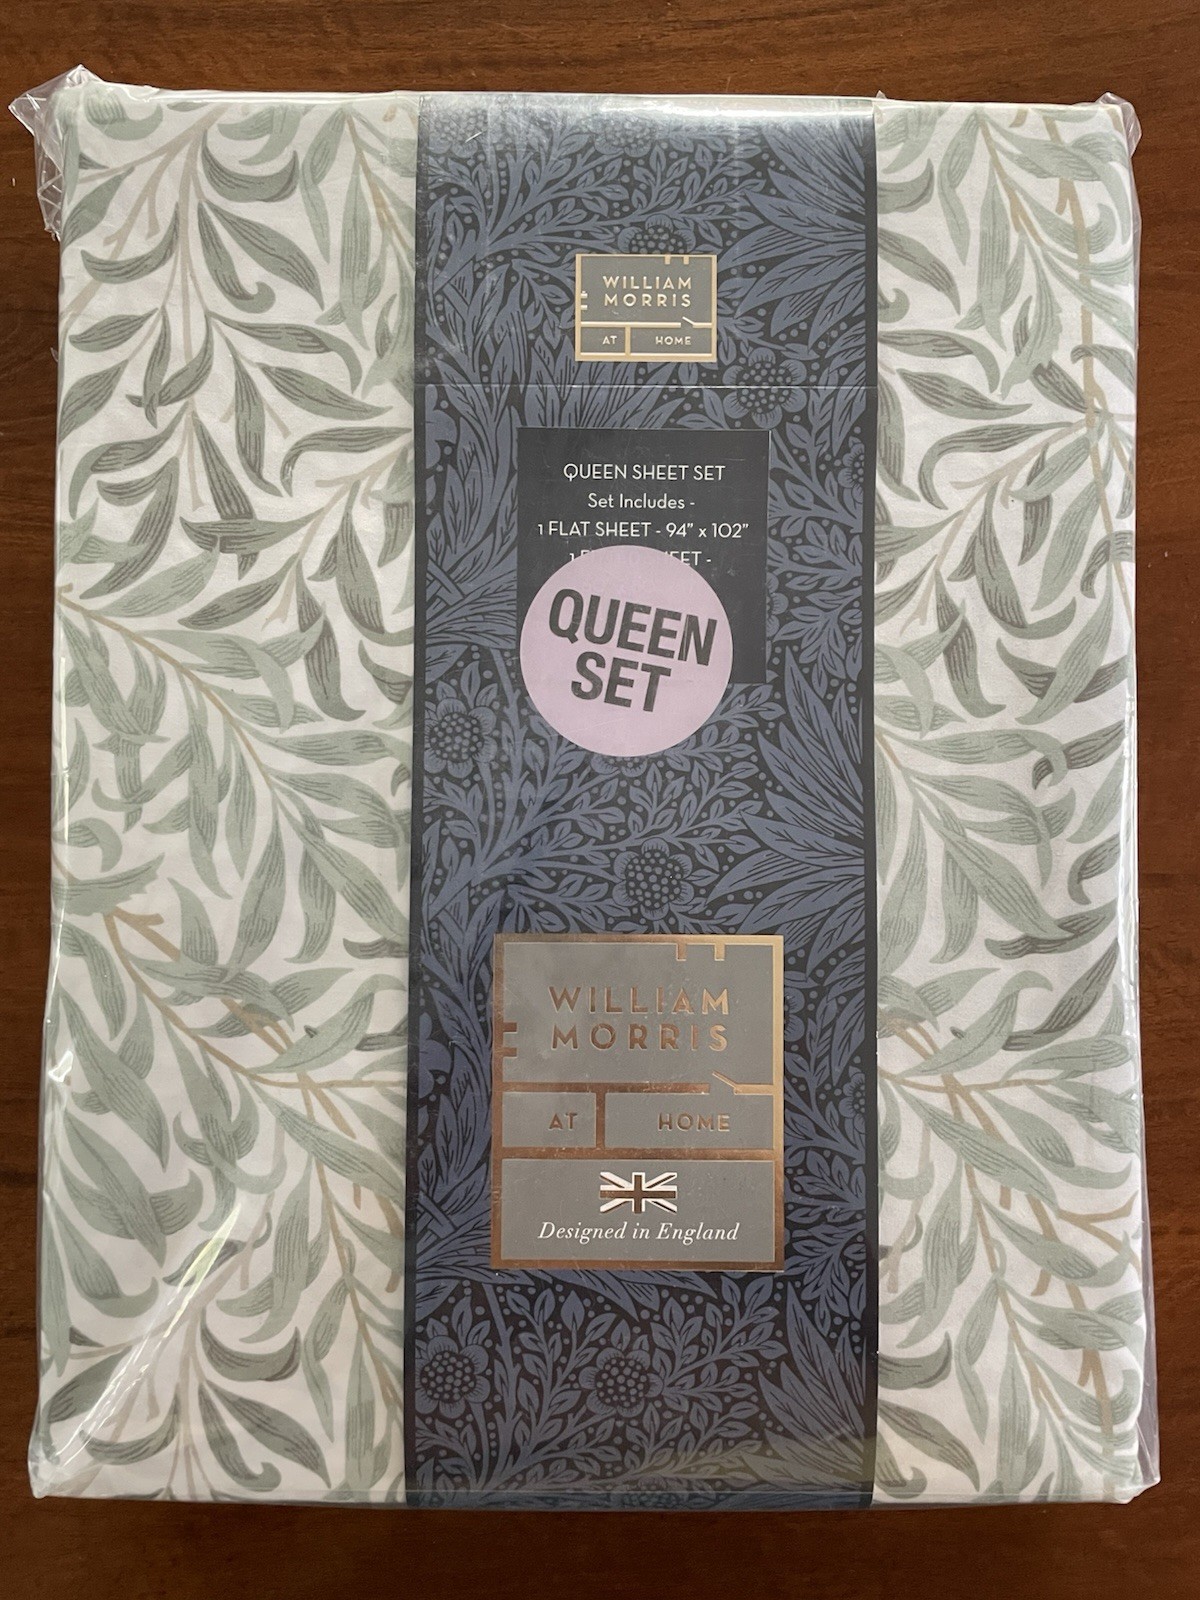 WILLIAM
MORRIS
AT HOME
QUEEN SHEET SET
Set Includes -
1 FLAT SHEET - 94” x 102”
QUEEN
SET
WILLIAM
MORRIS
AT HOME
Designed in England